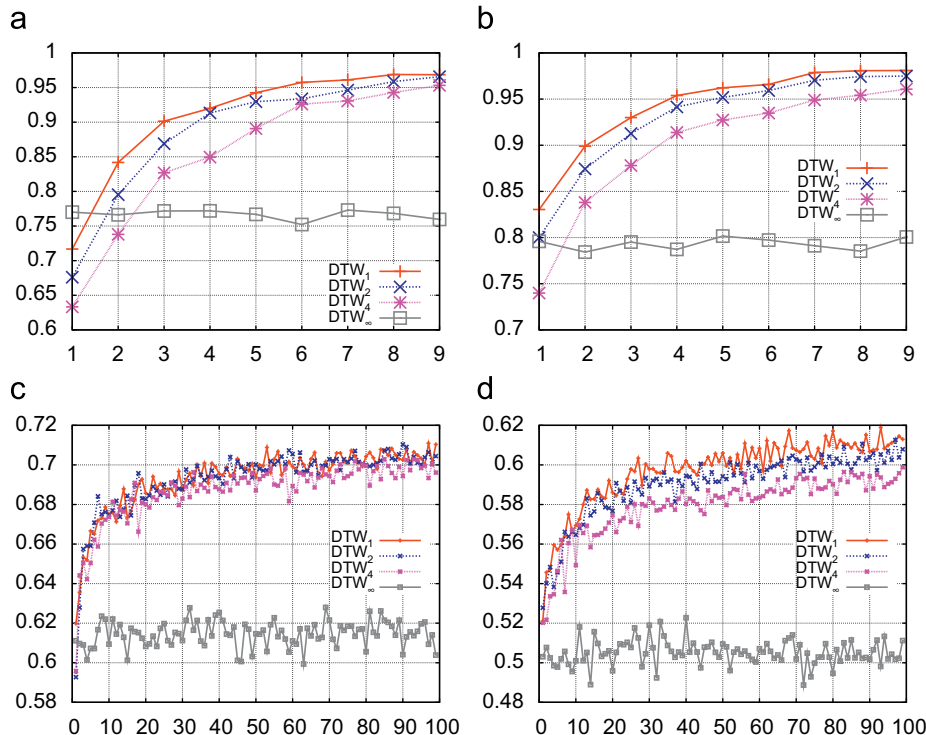 a
1
0.95
0.9
0.85
0.8
0.75
0.7
0.65
0.6
DTW₁
DTW₂
DTW₄
DTW∞
1 2 3 4 5 6 7 8 9
b
1
0.95
0.9
0.85
0.8
0.75
0.7
DTW₁
DTW₂
DTW₄
DTW∞
1 2 3 4 5 6 7 8 9
c
0.72
0.7
0.68
0.66
0.64
0.62
0.6
0.58
DTW₁
DTW₂
DTW₄
DTW∞
0 10 20 30 40 50 60 70 80 90 100
d
0.62
0.6
0.58
0.56
0.54
0.52
0.5
0.48
DTW₁
DTW₂
DTW₄
DTW∞
0 10 20 30 40 50 60 70 80 90 100